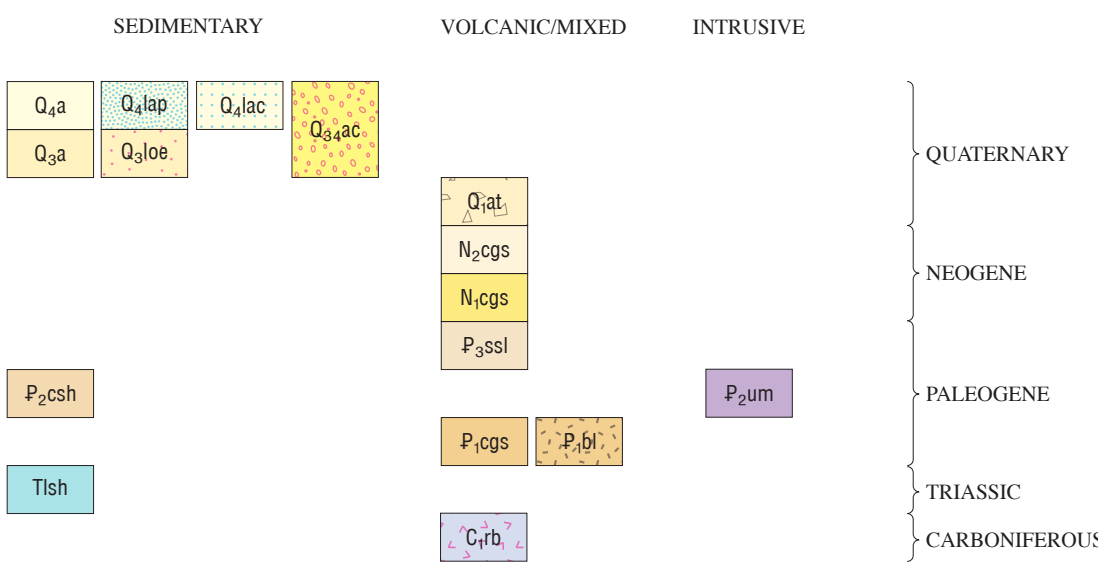 SEDIMENTARY VOLCANIC/MIXED INTRUSIVE
Q₄a Q₄lap Q₄lac Q₃₄ac
Q₃a Q₃loe
QUATERNARY
Q₁at
N₂cgs
NEOGENE
N₁cgs
₽₃ssl
₽₂csh ₽₂um
PALEOGENE
₽₁cgs ₽₁bl
Tlsh
TRIASSIC
C₁rb
CARBONIFEROUS